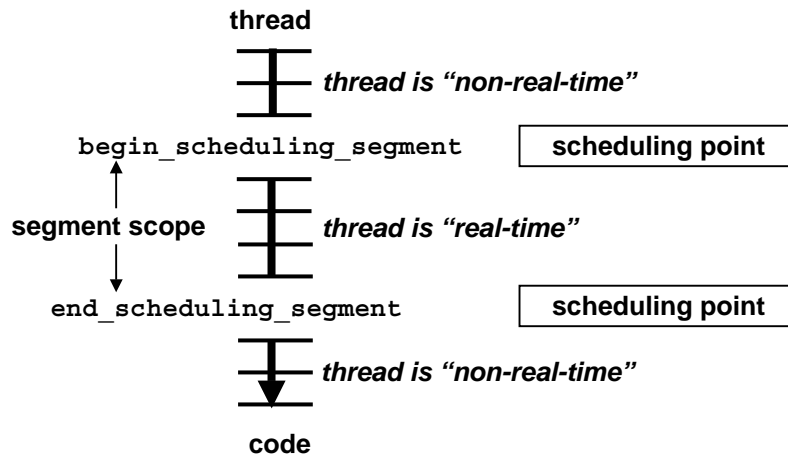 thread
thread is “non-real-time”
begin_scheduling_segment
scheduling point
segment scope
thread is “real-time”
end_scheduling_segment
scheduling point
thread is “non-real-time”
code